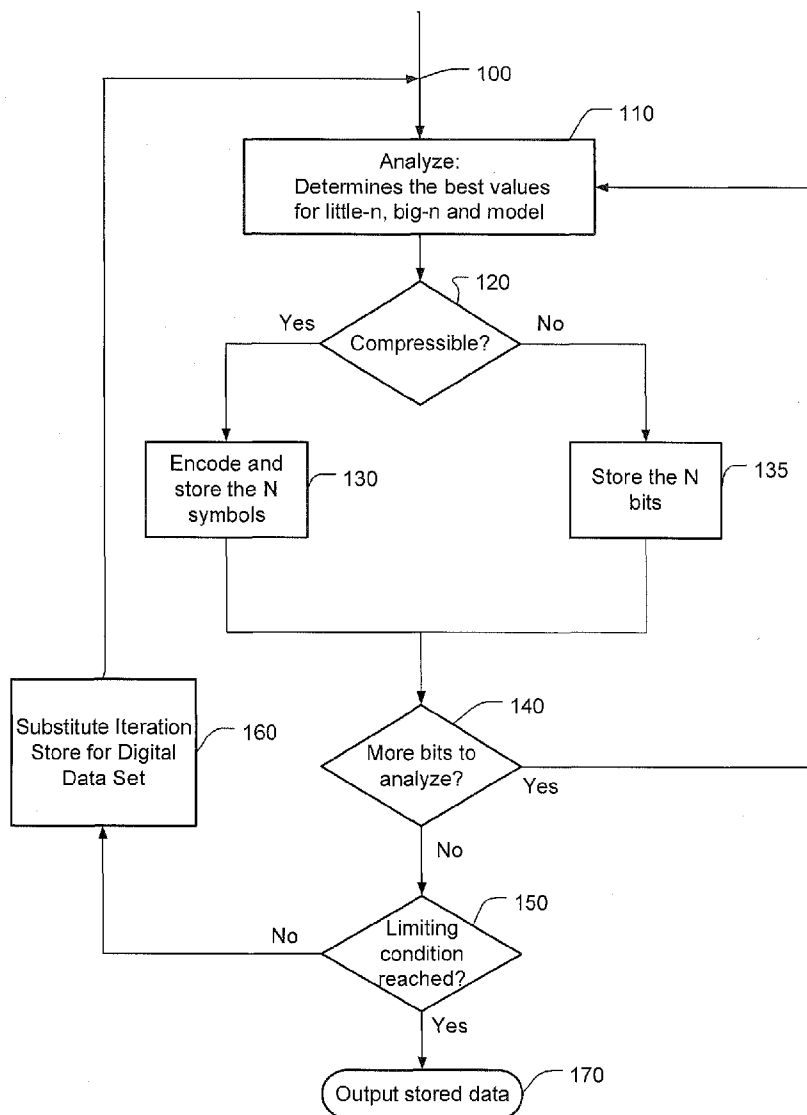 100
110
Analyze:
Determines the best values
for little-n, big-n and model
120
Yes
No
Compressible?
Encode and
store the N
symbols
130
Store the N
bits
135
Substitute Iteration
Store for Digital
Data Set
160
140
More bits to
analyze?
Yes
No
150
No
Limiting
condition
reached?
Yes
Output stored data
170